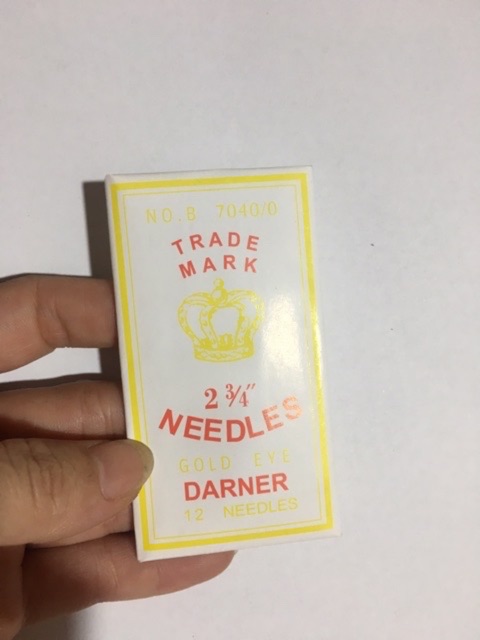 NO.B 7040/0
TRADE
MARK
2 3/4"
NEEDLES
GOLD EYE
DARNER
12 NEEDLES